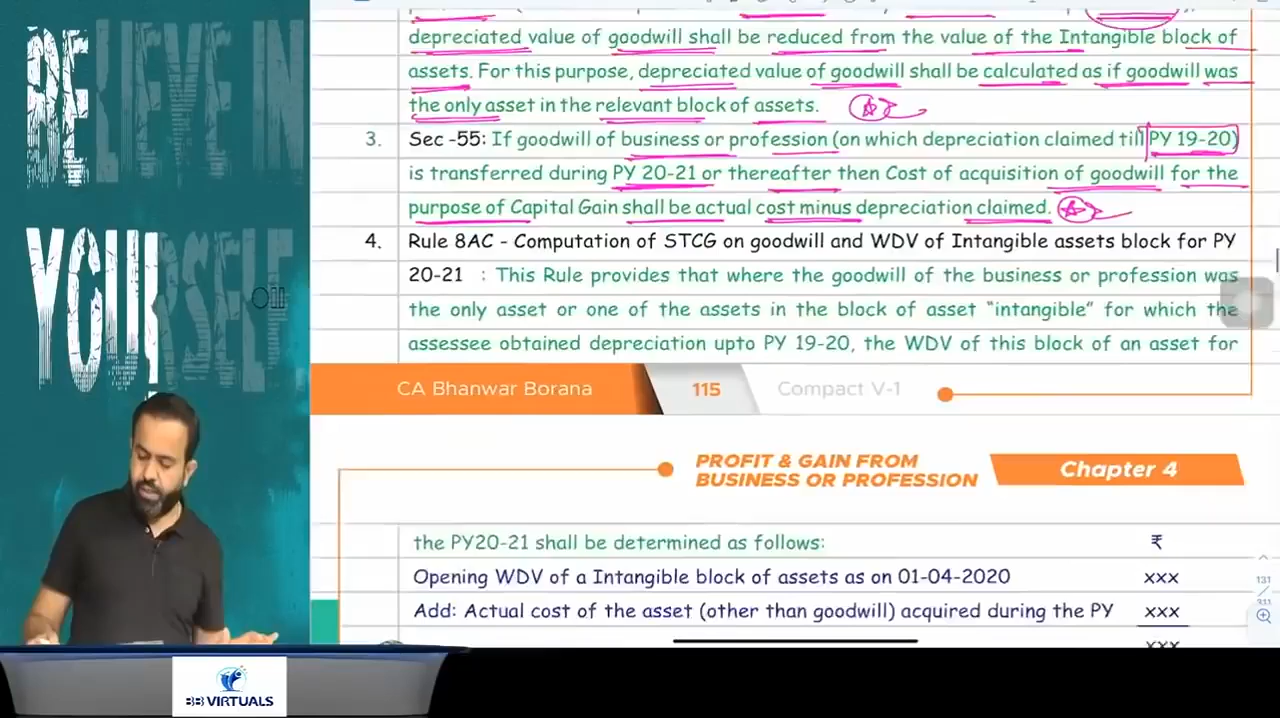 BELIEVE IN
YOURSELF
depreciated value of goodwill shall be reduced from the value of the Intangible block of
assets. For this purpose, depreciated value of goodwill shall be calculated as if goodwill was
the only asset in the relevant block of assets.
3. Sec -55: If goodwill of business or profession (on which depreciation claimed till PY 19-20)
is transferred during PY 20-21 or thereafter then Cost of acquisition of goodwill for the
purpose of Capital Gain shall be actual cost minus depreciation claimed.
4. Rule 8AC - Computation of STCG on goodwill and WDV of Intangible assets block for PY
20-21 : This Rule provides that where the goodwill of the business or profession was
the only asset or one of the assets in the block of asset “intangible” for which the
assessee obtained depreciation upto PY 19-20, the WDV of this block of an asset for
CA Bhanwar Borana 115 Compact V-1
PROFIT & GAIN FROM
BUSINESS OR PROFESSION
Chapter 4
the PY20-21 shall be determined as follows: ₹
Opening WDV of a Intangible block of assets as on 01-04-2020 xxx
Add: Actual cost of the asset (other than goodwill) acquired during the PY xxx
xxx
131
/
311
BB VIRTUALS